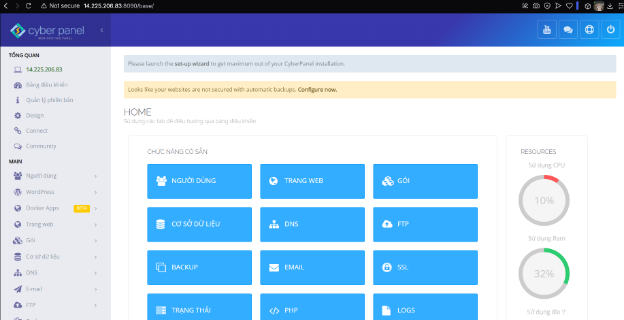 Not secure 14.225.206.83:8090/base/
cyber panel
TỔNG QUAN
14.225.206.83
Bảng điều khiển
Quản lý phiên bản
Design
Connect
Community
MAIN
Người dùng
WordPress
Docker Apps
Trang web
Gói
Cơ sở dữ liệu
DNS
E-mail
FTP
Please launch the set-up wizard to get maximum out of your CyberPanel installation.
Looks like your websites are not secured with automatic backups. Configure now.
HOME
Sử dụng các tab để điều hướng qua bảng điều khiển
CHỨC NĂNG CÓ SẴN
NGƯỜI DÙNG
TRANG WEB
GÓI
CƠ SỞ DỮ LIỆU
DNS
FTP
BACKUP
EMAIL
SSL
TRẠNG THÁI
PHP
LOGS
RESOURCES
Sử dụng CPU
10%
Sử dụng Ram
32%
Sử dụng đĩa '/'